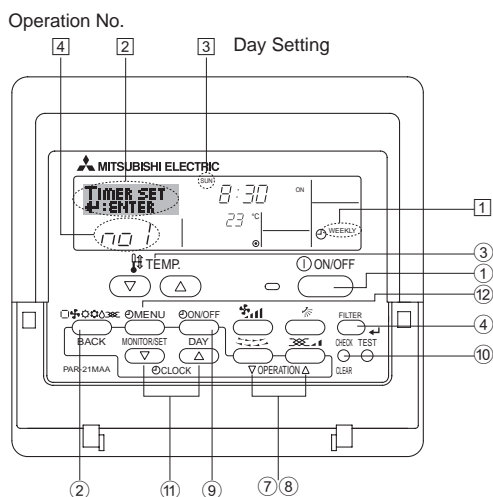 Operation No.
4 2 3 Day Setting
MITSUBISHI ELECTRIC
SUN
TIMER SET
↵:ENTER
8:30
ON
23 °C
no 1
WEEKLY
1
TEMP.
ON/OFF
3
1
12
MENU
ON/OFF
FILTER
4
BACK
MONITOR/SET
DAY
CHECK TEST
10
PAR-21MAA
CLOCK
▽ OPERATION △
CLEAR
2 11 9 7 8